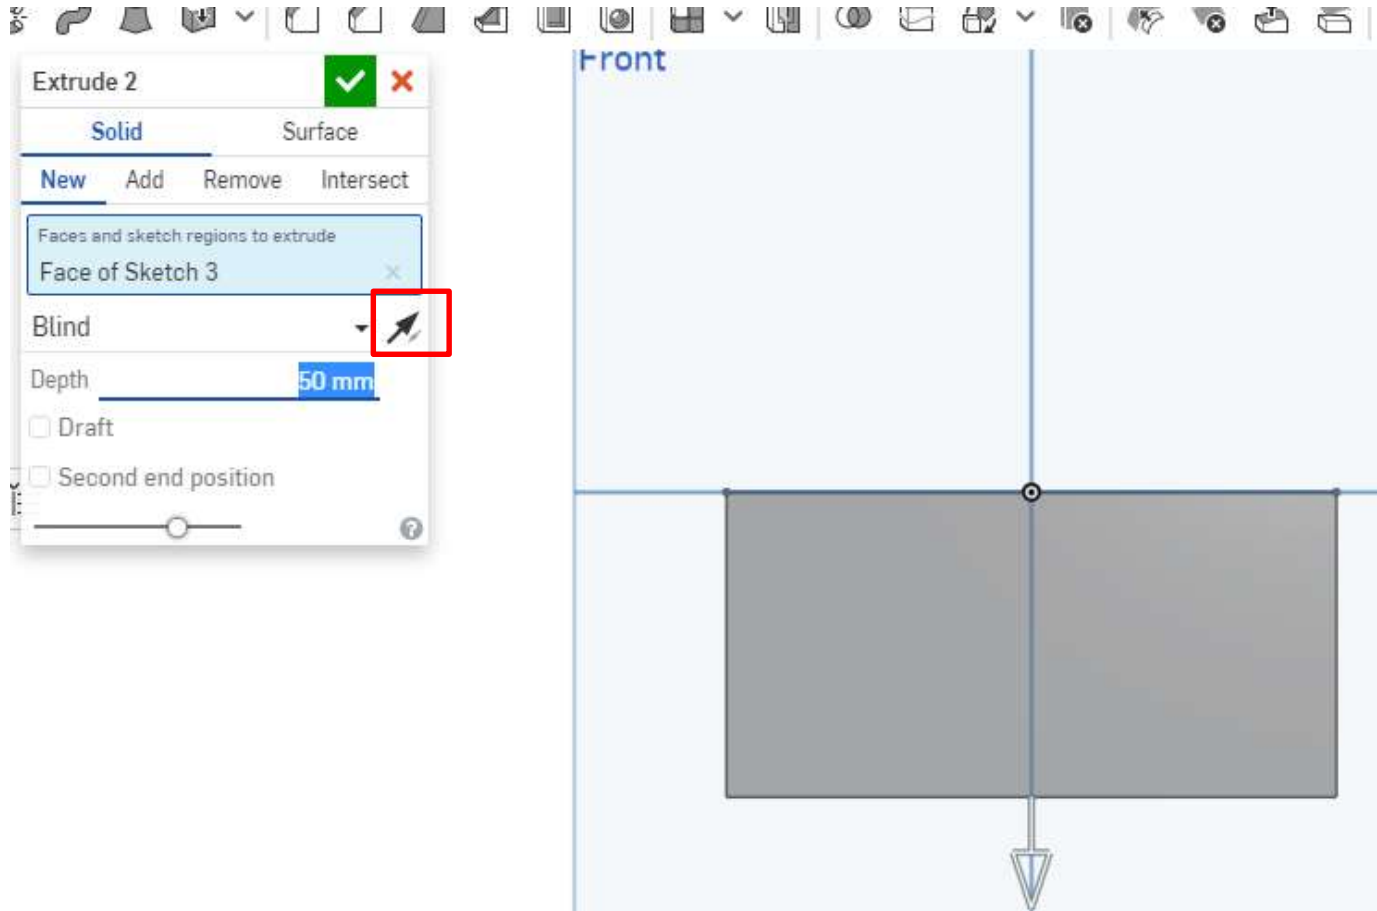 Front
Extrude 2
Solid Surface
New Add Remove Intersect
Faces and sketch regions to extrude
Face of Sketch 3
Blind
Depth 50 mm
Draft
Second end position